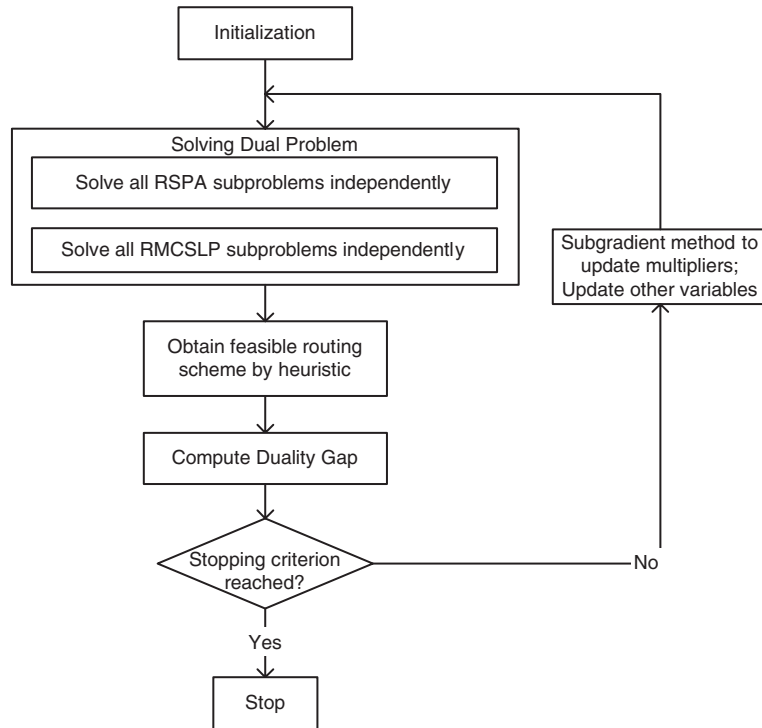 Initialization
Solving Dual Problem
Solve all RSPA subproblems independently
Solve all RMCSLP subproblems independently
Subgradient method to
update multipliers;
Update other variables
Obtain feasible routing
scheme by heuristic
Compute Duality Gap
Stopping criterion
reached?
No
Yes
Stop